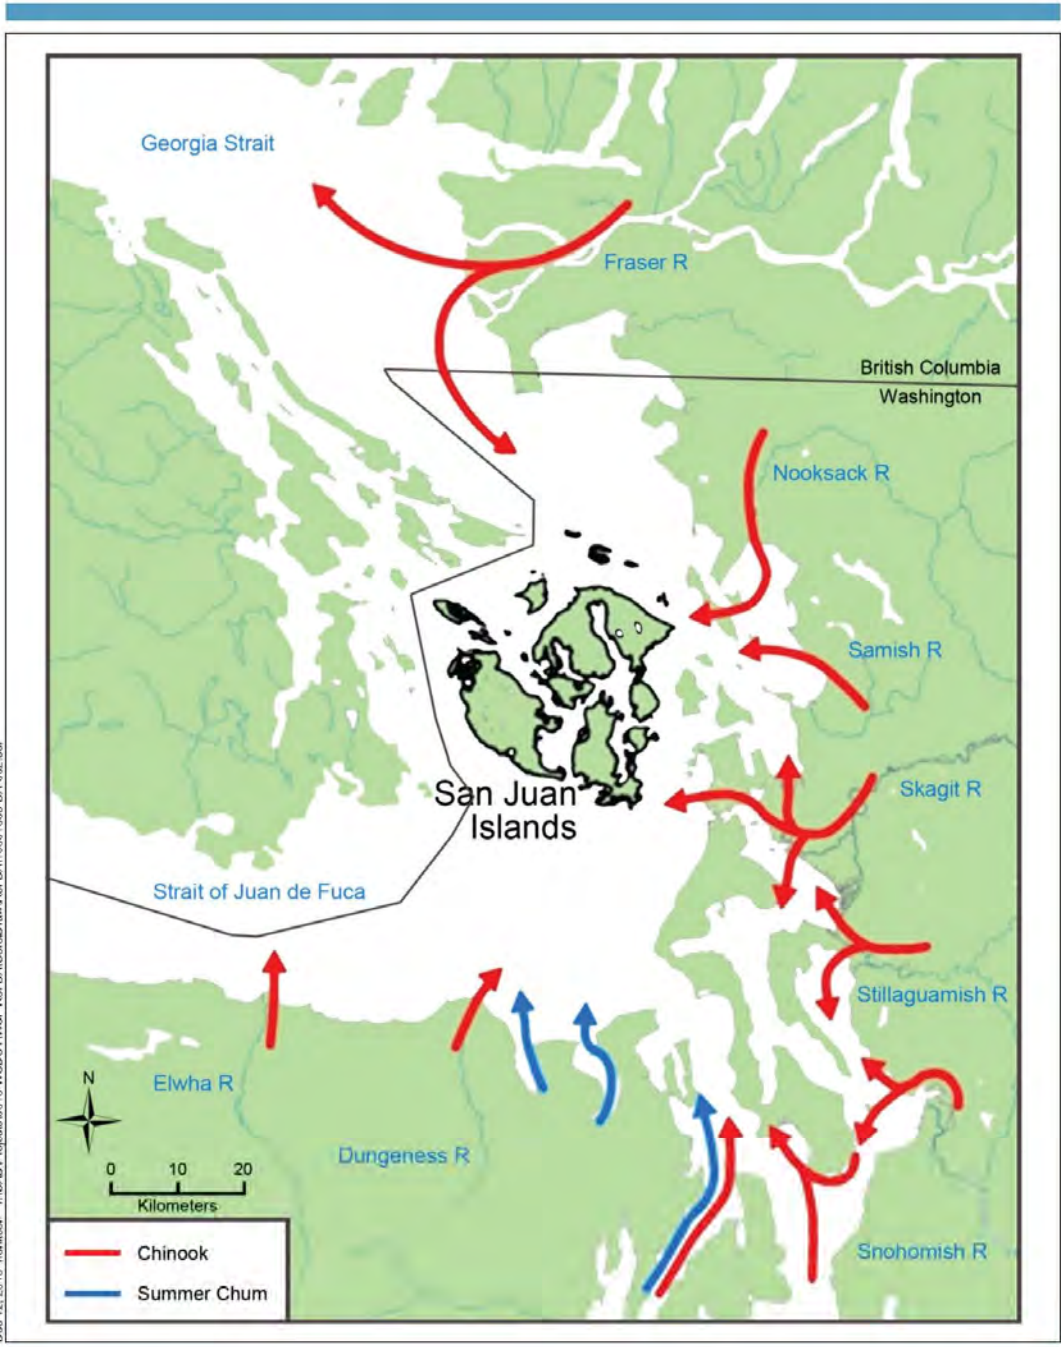 Georgia Strait
Fraser R
British Columbia
Washington
Nooksack R
Samish R
Skagit R
San Juan
Islands
Strait of Juan de Fuca
Stillaguamish R
N
Elwha R
Dungeness R
0 10 20
Kilometers
Snohomish R
Chinook
Summer Chum